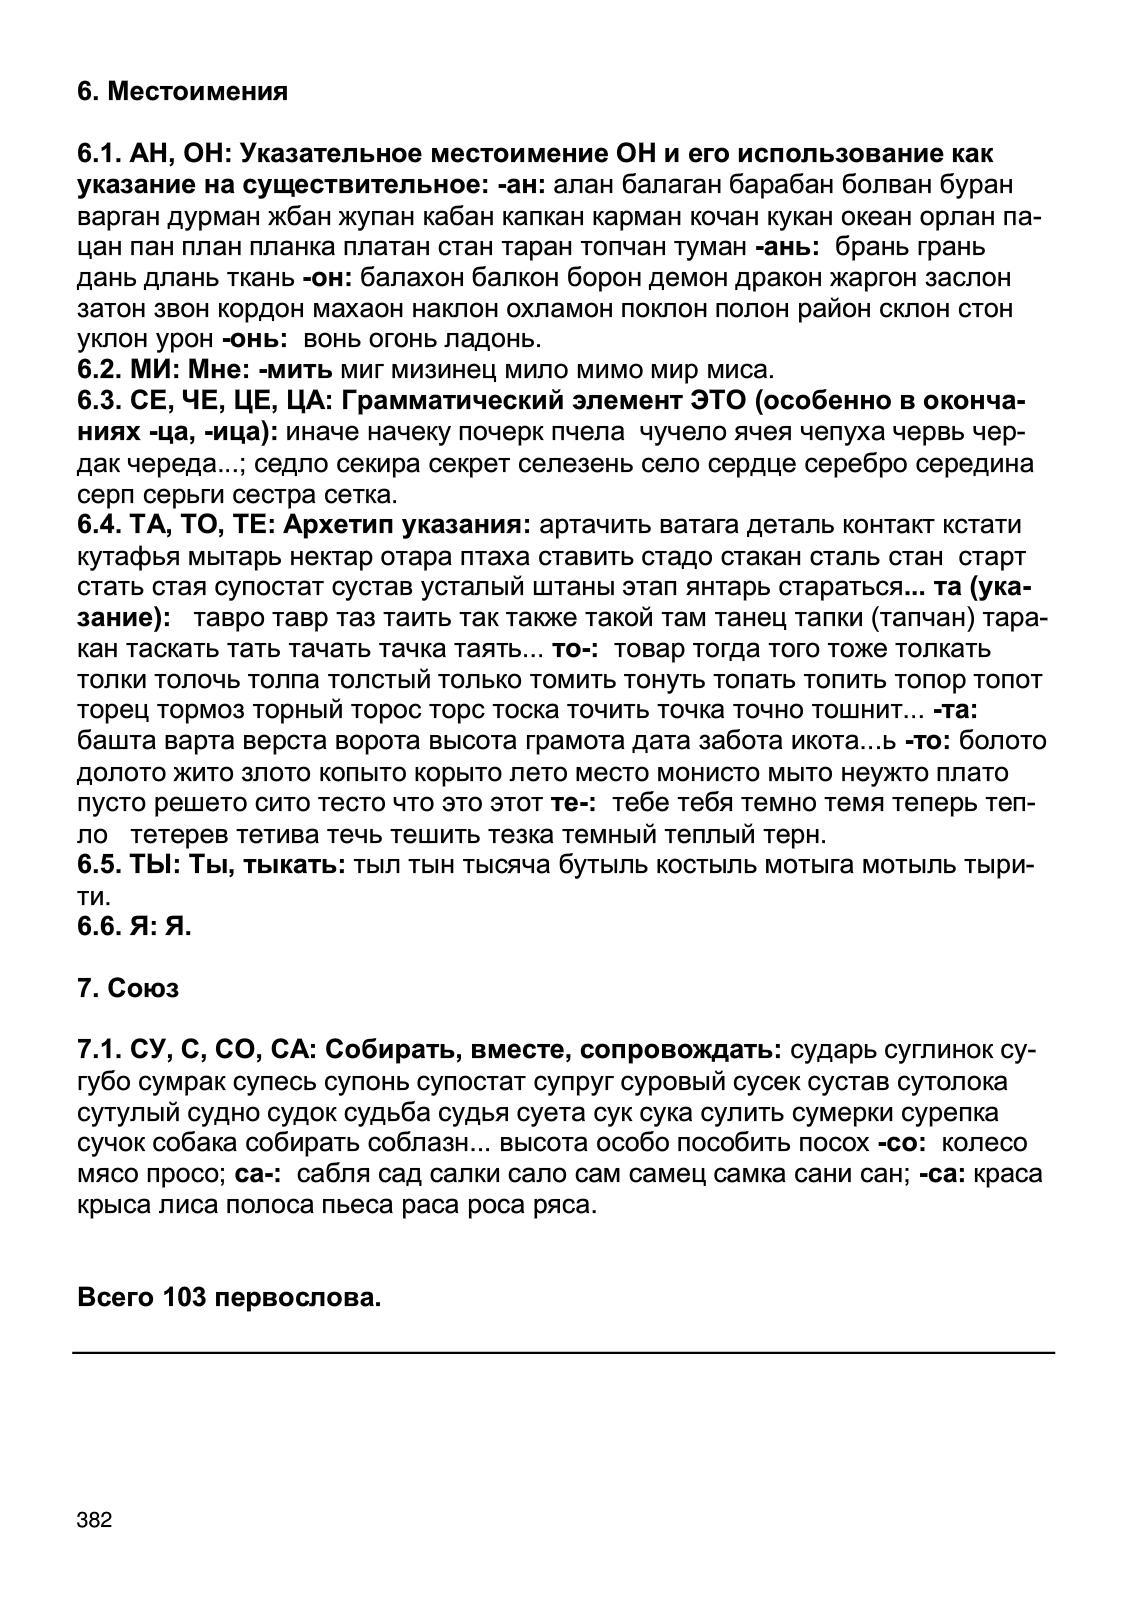 6. Местоимения
6.1. АН, ОН: Указательное местоимение ОН и его использование как
указание на существительное: -ан: алан балаган барабан болван буран
варган дурман жбан жупан кабан капкан карман кочан кукан океан орлан па-
цан пан план планка платан стан таран топчан туман -ань: брань грань
дань длань ткань -он: балахон балкон борон демон дракон жаргон заслон
затон звон кордон махаон наклон охламон поклон полон район склон стон
уклон урон -онь: вонь огонь ладонь.
6.2. МИ: Мне: -мить миг мизинец мило мимо мир миса.
6.3. СЕ, ЧЕ, ЦЕ, ЦА: Грамматический элемент ЭТО (особенно в оконча-
ниях -ца, -ица): иначе начеку почерк пчела чучело ячея чепуха червь чер-
дак череда...; седло секира секрет селезень село сердце серебро середина
серп серьги сестра сетка.
6.4. ТА, ТО, ТЕ: Архетип указания: артачить ватага деталь контакт кстати
кутафья мытарь нектар отара птаха ставить стадо стакан сталь стан старт
стать стая супостат сустав усталый штаны этап янтарь стараться... та (ука-
зание): тавро тавр таз таить так также такой там танец тапки (тапчан) тара-
кан таскать тать тачать тачка таять... то-: товар тогда того тоже толкать
толки толочь толпа толстый только томить тонуть топать топить топор топот
торец тормоз торный торос торс тоска точить точка точно тошнит... -та:
башта варта верста ворота высота грамота дата забота икота...ь -то: болото
долото жито злото копыто корыто лето место монисто мыто неужто плато
пусто решето сито тесто что это этот те-: тебе тебя темно темя теперь теп-
ло тетерев тетива течь тешить тезка темный теплый терн.
6.5. ТЫ: Ты, тыкать: тыл тын тысяча бутыль костыль мотыга мотыль тыри-
ти.
6.6. Я: Я.
7. Союз
7.1. СУ, С, СО, СА: Собирать, вместе, сопровождать: сударь суглинок су-
губо сумрак супесь супонь супостат супруг суровый сусек сустав сутолока
сутулый судно судок судьба судья суета сук сука сулить сумерки сурепка
сучок собака собирать соблазн... высота особо пособить посох -со: колесо
мясо просо; са-: сабля сад салки сало сам самец самка сани сан; -са: краса
крыса лиса полоса пьеса раса роса ряса.
Всего 103 первослова.
382